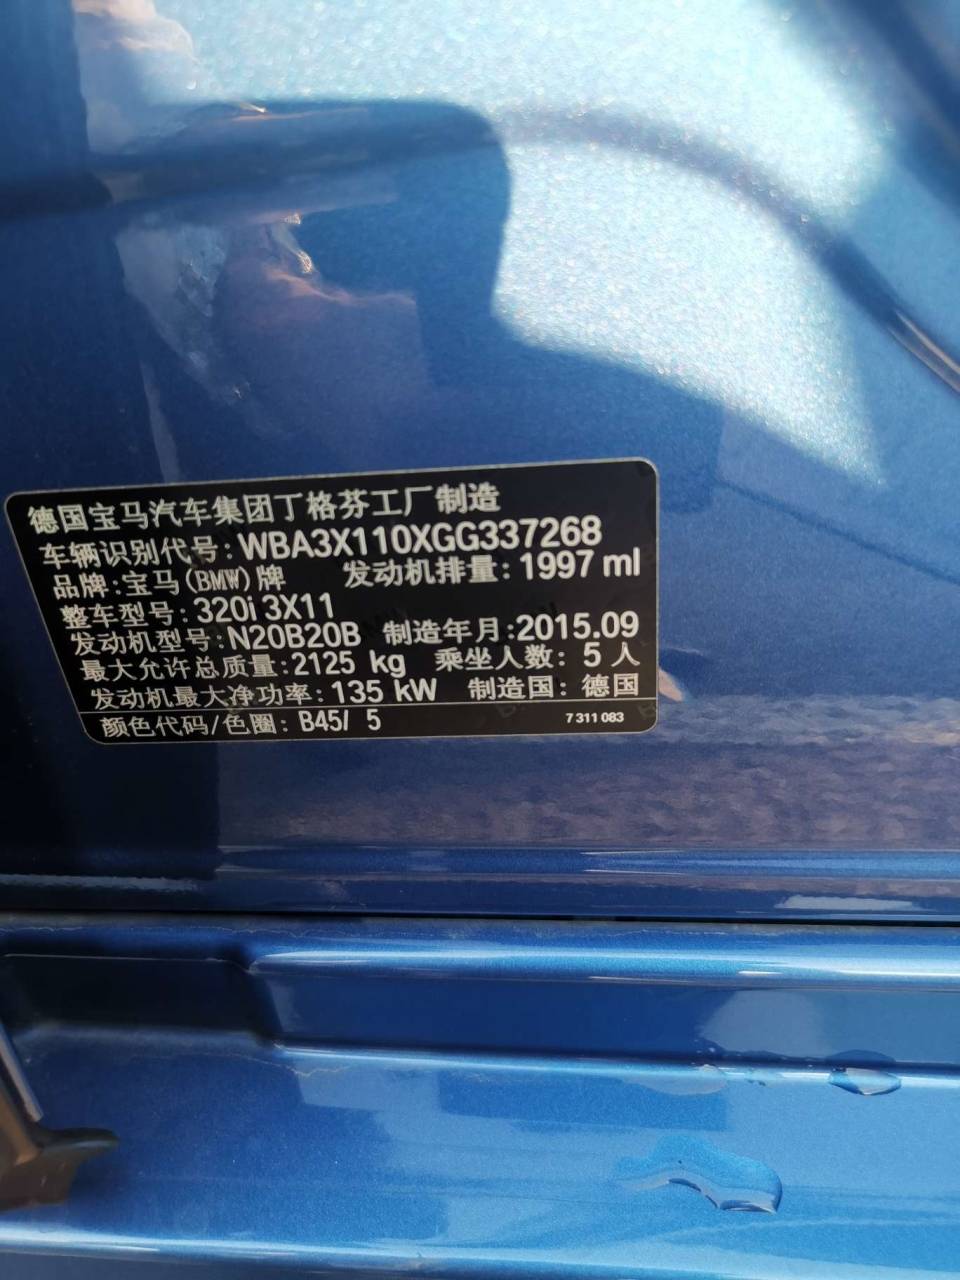 德国宝马汽车集团丁格芬工厂制造
车辆识别代号:WBA3X110XGG337268
品牌:宝马(BMW)牌 发动机排量:1997 ml
整车型号:320i 3X11
发动机型号:N20B20B 制造年月:2015.09
最大允许总质量:2125 kg 乘坐人数:5人
发动机最大净功率:135 kW 制造国:德国
颜色代码/色圈:B45/ 5 7 311 083